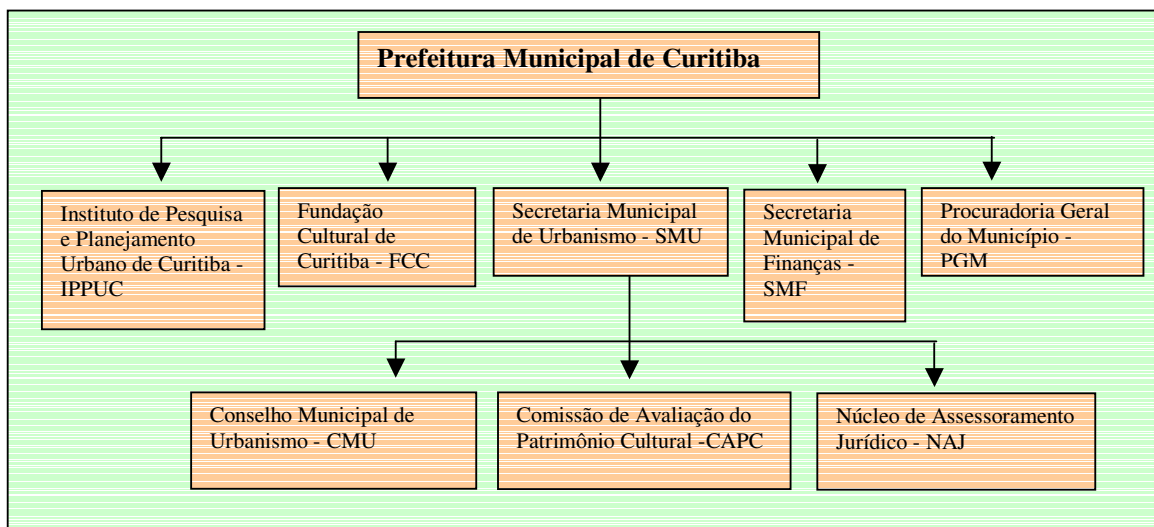 Prefeitura Municipal de Curitiba
Instituto de Pesquisa
e Planejamento
Urbano de Curitiba -
IPPUC
Fundação
Cultural de
Curitiba - FCC
Secretaria Municipal
de Urbanismo - SMU
Secretaria
Municipal de
Finanças -
SMF
Procuradoria Geral
do Município -
PGM
Conselho Municipal de
Urbanismo - CMU
Comissão de Avaliação do
Patrimônio Cultural -CAPC
Núcleo de Assessoramento
Jurídico - NAJ